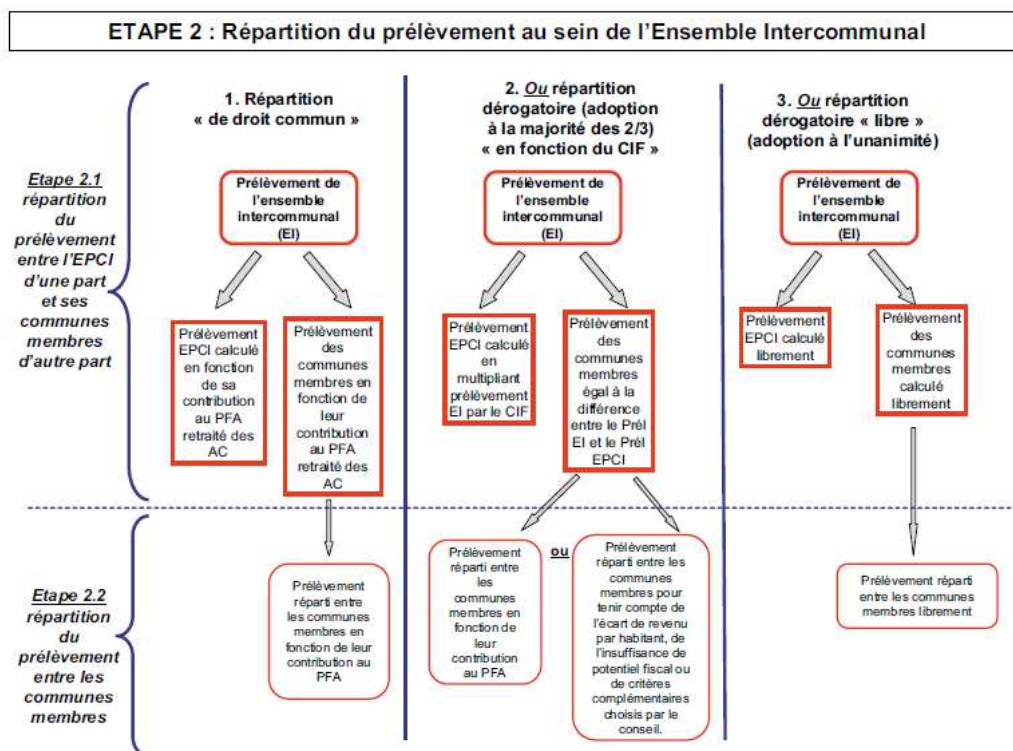 ETAPE 2 : Répartition du prélèvement au sein de l'Ensemble Intercommunal
Etape 2.1
répartition
du
prélèvement
entre l'EPCI
d'une part
et ses
communes
membres
d'autre part
1. Répartition
« de droit commun »
Prélèvement de
l'ensemble
intercommunal
(EI)
Prélèvement
EPCI calculé
en fonction
de sa
contribution
au PFA
retraité des
AC
Prélèvement
des
communes
membres en
fonction de
leur
contribution
au PFA
retraité des
AC
2. Ou répartition
dérogatoire (adoption
à la majorité des 2/3)
« en fonction du CIF »
Prélèvement de
l'ensemble
intercommunal
(EI)
Prélèvement
EPCI calculé
en
multipliant
prélèvement
EI par le CIF
Prélèvement
des
communes
membres
égal à la
différence
entre le Prél
EI et le Prél
EPCI
3. Ou répartition
dérogatoire « libre »
(adoption à l'unanimité)
Prélèvement de
l'ensemble
intercommunal
(EI)
Prélèvement
EPCI calculé
librement
Prélèvement
des
communes
membres
calculé
librement
Etape 2.2
répartition
du
prélèvement
entre les
communes
membres
Prélèvement
réparti entre
les communes
membres en
fonction de leur
contribution au
PFA
Prélèvement
réparti entre
les
communes
membres en
fonction de
leur
contribution
au PFA
ou
Prélèvement
réparti entre les
communes
membres pour
tenir compte de
l'écart de revenu
par habitant, de
l'insuffisance de
potentiel fiscal ou
de critères
complémentaires
choisis par le
conseil.
Prélèvement réparti
entre les communes
membres librement